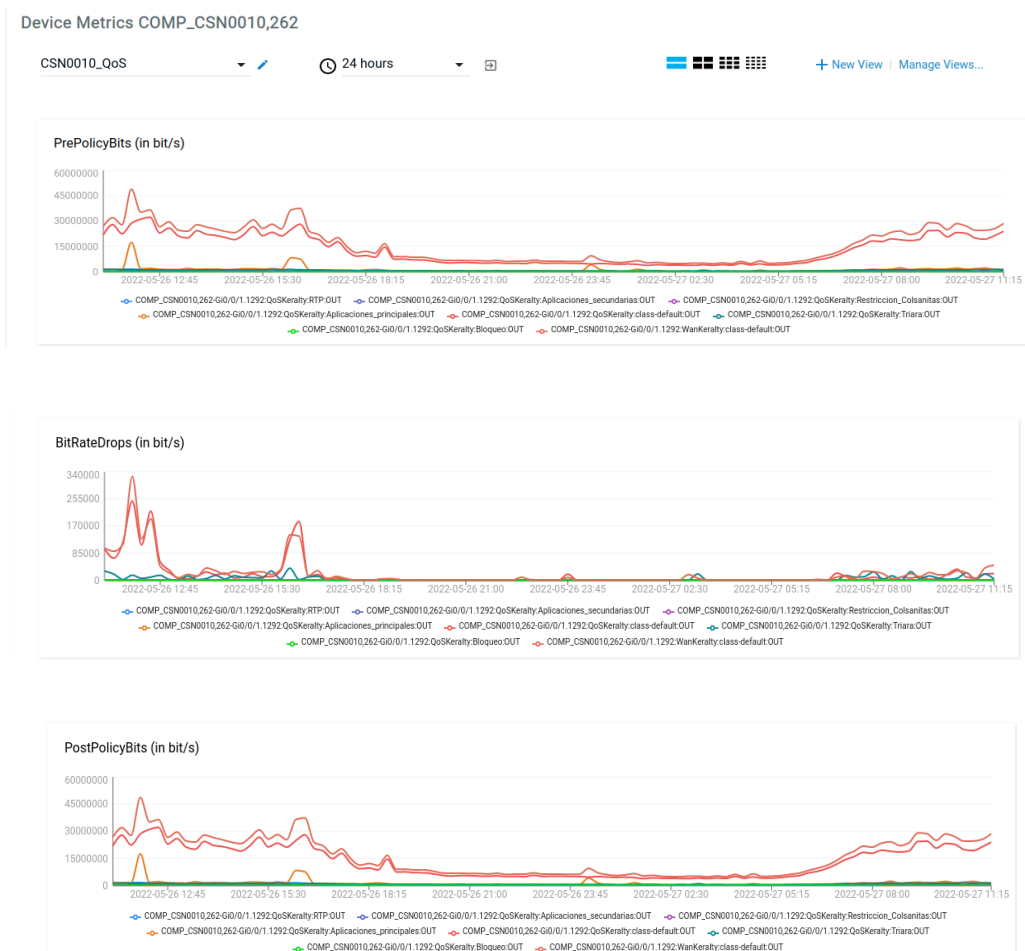 Device Metrics COMP_CSN0010,262
CSN0010_QoS 24 hours New View Manage Views...
PrePolicyBits (in bit/s)
60000000
45000000
30000000
15000000
0
2022-05-26 12:45 2022-05-26 15:30 2022-05-26 18:15 2022-05-26 21:00 2022-05-26 23:45 2022-05-27 02:30 2022-05-27 05:15 2022-05-27 08:00 2022-05-27 11:15
COMP_CSN0010,262-Gi0/0/1.1292:QoSKeralty:RTP:OUT COMP_CSN0010,262-Gi0/0/1.1292:QoSKeralty:Aplicaciones_secundarias:OUT COMP_CSN0010,262-Gi0/0/1.1292:QoSKeralty:Restriccion_Colsanitas:OUT
COMP_CSN0010,262-Gi0/0/1.1292:QoSKeralty:Aplicaciones_principales:OUT COMP_CSN0010,262-Gi0/0/1.1292:QoSKeralty:class-default:OUT COMP_CSN0010,262-Gi0/0/1.1292:QoSKeralty:Triara:OUT
COMP_CSN0010,262-Gi0/0/1.1292:QoSKeralty:Bloqueo:OUT COMP_CSN0010,262-Gi0/0/1.1292:WanKeralty:class-default:OUT
BitRateDrops (in bit/s)
340000
255000
170000
85000
0
2022-05-26 12:45 2022-05-26 15:30 2022-05-26 18:15 2022-05-26 21:00 2022-05-26 23:45 2022-05-27 02:30 2022-05-27 05:15 2022-05-27 08:00 2022-05-27 11:15
COMP_CSN0010,262-Gi0/0/1.1292:QoSKeralty:RTP:OUT COMP_CSN0010,262-Gi0/0/1.1292:QoSKeralty:Aplicaciones_secundarias:OUT COMP_CSN0010,262-Gi0/0/1.1292:QoSKeralty:Restriccion_Colsanitas:OUT
COMP_CSN0010,262-Gi0/0/1.1292:QoSKeralty:Aplicaciones_principales:OUT COMP_CSN0010,262-Gi0/0/1.1292:QoSKeralty:class-default:OUT COMP_CSN0010,262-Gi0/0/1.1292:QoSKeralty:Triara:OUT
COMP_CSN0010,262-Gi0/0/1.1292:QoSKeralty:Bloqueo:OUT COMP_CSN0010,262-Gi0/0/1.1292:WanKeralty:class-default:OUT
PostPolicyBits (in bit/s)
60000000
45000000
30000000
15000000
0
2022-05-26 12:45 2022-05-26 15:30 2022-05-26 18:15 2022-05-26 21:00 2022-05-26 23:45 2022-05-27 02:30 2022-05-27 05:15 2022-05-27 08:00 2022-05-27 11:15
COMP_CSN0010,262-Gi0/0/1.1292:QoSKeralty:RTP:OUT COMP_CSN0010,262-Gi0/0/1.1292:QoSKeralty:Aplicaciones_secundarias:OUT COMP_CSN0010,262-Gi0/0/1.1292:QoSKeralty:Restriccion_Colsanitas:OUT
COMP_CSN0010,262-Gi0/0/1.1292:QoSKeralty:Aplicaciones_principales:OUT COMP_CSN0010,262-Gi0/0/1.1292:QoSKeralty:class-default:OUT COMP_CSN0010,262-Gi0/0/1.1292:QoSKeralty:Triara:OUT
COMP_CSN0010,262-Gi0/0/1.1292:QoSKeralty:Bloqueo:OUT COMP_CSN0010,262-Gi0/0/1.1292:WanKeralty:class-default:OUT